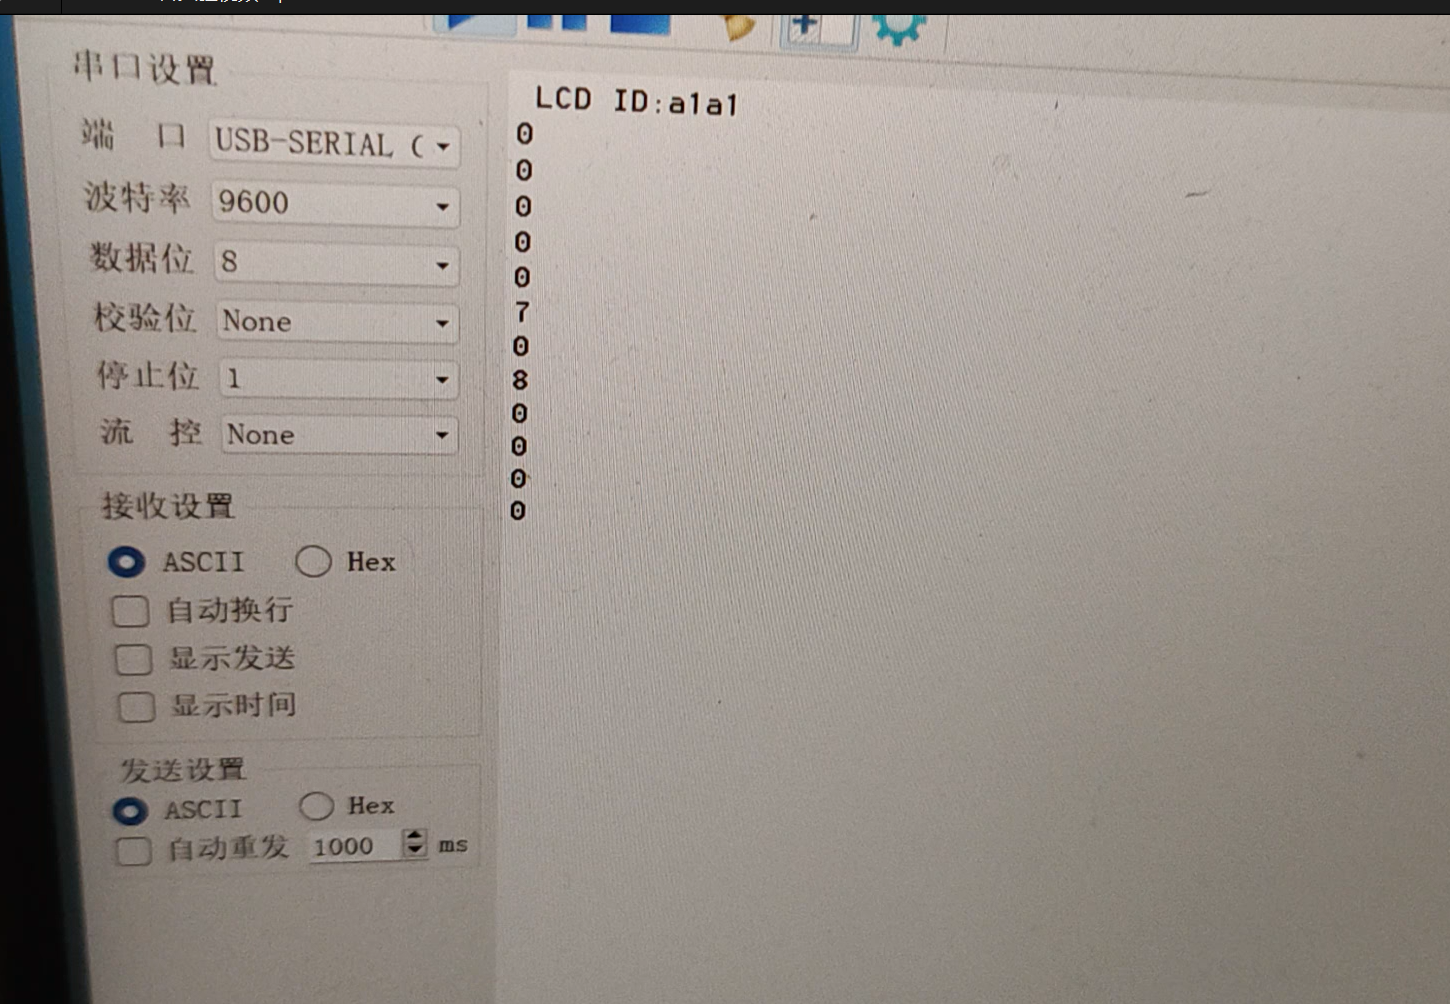 串口设置
端 口 USB-SERIAL (
波特率 9600
数据位 8
校验位 None
停止位 1
流 控 None
接收设置
ASCII Hex
自动换行
显示发送
显示时间
发送设置
ASCII Hex
自动重发 1000 ms
LCD ID:a1a1
0
0
0
0
0
7
0
8
0
0
0
0